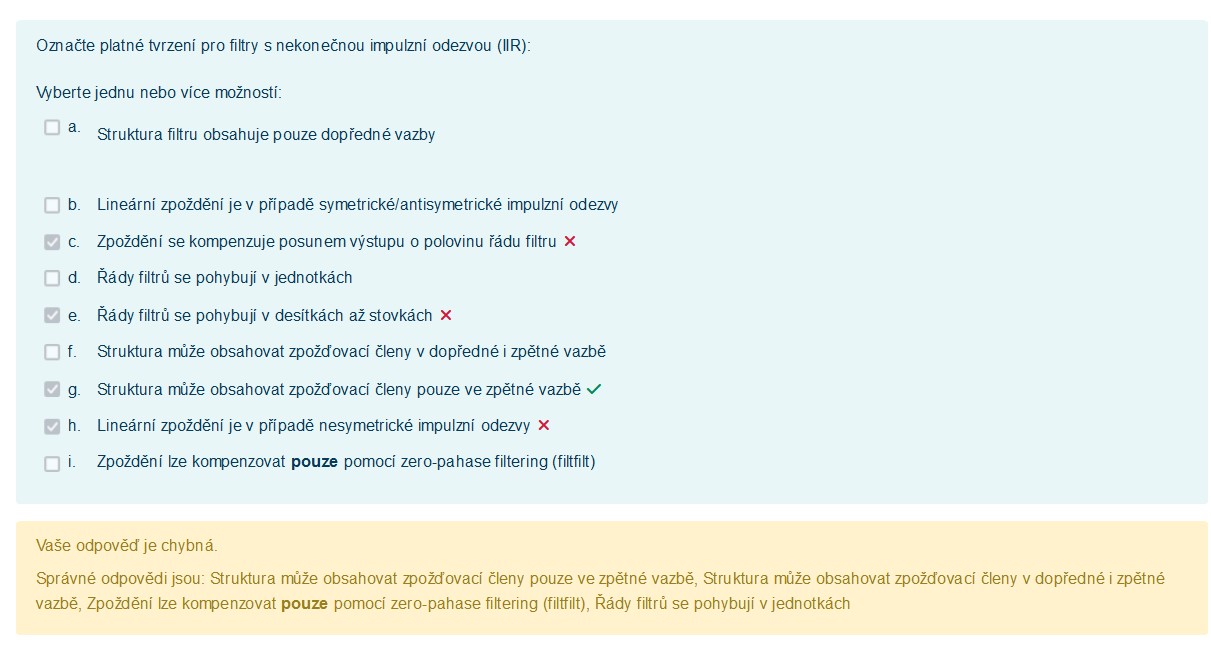 Označte platné tvrzení pro filtry s nekonečnou impulzní odezvou (IIR):
Vyberte jednu nebo více možností:
a. Struktura filtru obsahuje pouze dopředné vazby
b. Lineární zpoždění je v případě symetrické/antisymetrické impulzní odezvy
c. Zpoždění se kompenzuje posunem výstupu o polovinu řádu filtru
d. Řády filtrů se pohybují v jednotkách
e. Řády filtrů se pohybují v desítkách až stovkách
f. Struktura může obsahovat zpožďovací členy v dopředné i zpětné vazbě
g. Struktura může obsahovat zpožďovací členy pouze ve zpětné vazbě
h. Lineární zpoždění je v případě nesymetrické impulzní odezvy
i. Zpoždění lze kompenzovat pouze pomocí zero-pahase filtering (filtfilt)
Vaše odpověď je chybná.
Správné odpovědi jsou: Struktura může obsahovat zpožďovací členy pouze ve zpětné vazbě, Struktura může obsahovat zpožďovací členy v dopředné i zpětné
vazbě, Zpoždění lze kompenzovat pouze pomocí zero-pahase filtering (filtfilt), Řády filtrů se pohybují v jednotkách